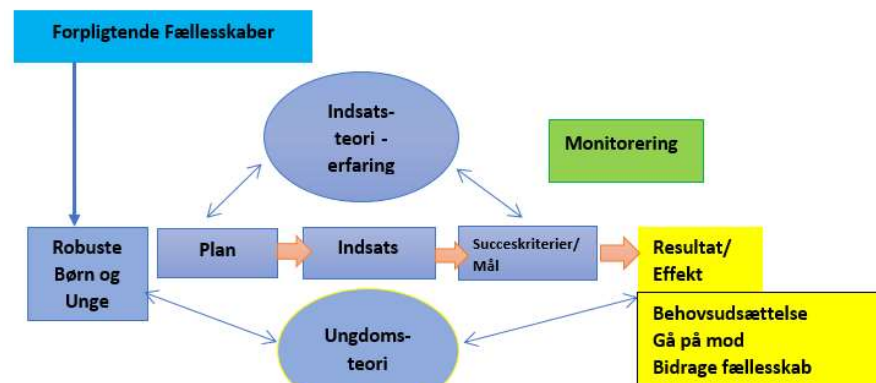 Forpligtende Fællesskaber
Indsats-
teori -
erfaring
Monitorering
Robuste
Børn og
Unge
Plan
Indsats
Succeskriterier/
Mål
Resultat/
Effekt
Behovsudsættelse
Gå på mod
Bidrage fællesskab
Ungdoms-
teori